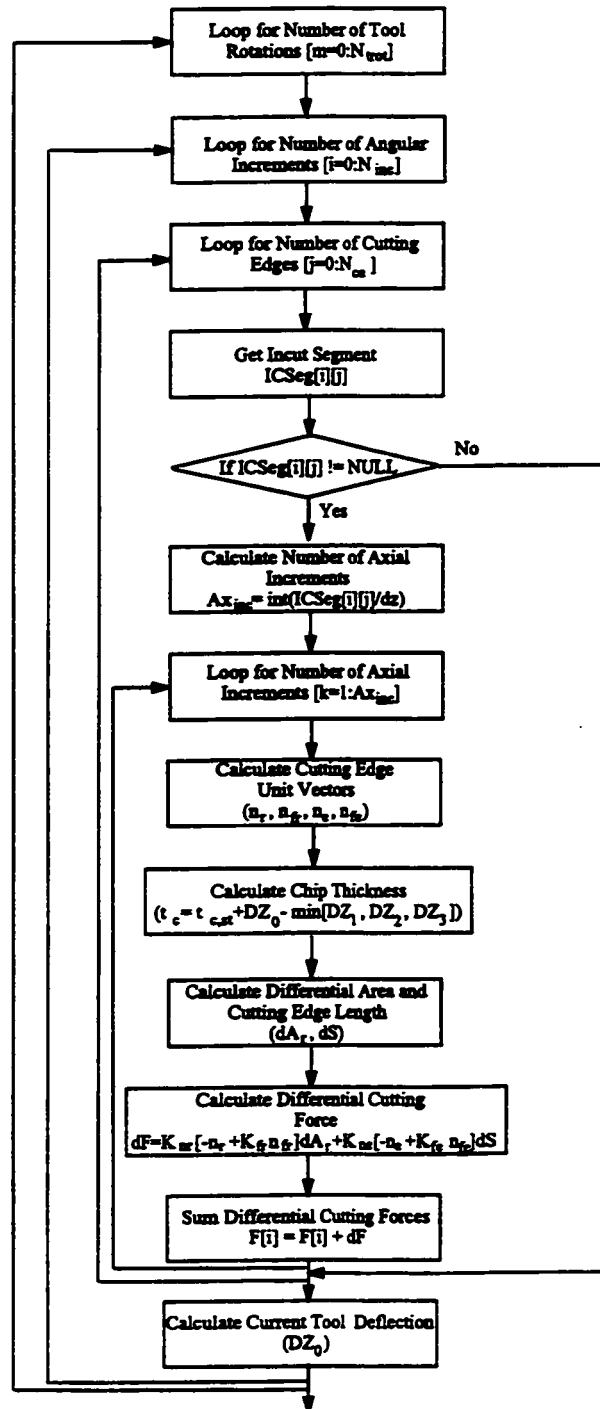 Loop for Number of Tool
Rotations [m=0:N_trot]
Loop for Number of Angular
Increments [i=0:N_inc]
Loop for Number of Cutting
Edges [j=0:N_ce ]
Get Incut Segment
ICSeg[i][j]
If ICSeg[i][j] != NULL
No
Yes
Calculate Number of Axial
Increments
Ax_inc= int(ICSeg[i][j]/dz)
Loop for Number of Axial
Increments [k=1:Ax_inc]
Calculate Cutting Edge
Unit Vectors
(n_r, n_fr, n_e, n_fe)
Calculate Chip Thickness
(t_c= t_c,st+DZ_0- min[DZ_1, DZ_2, DZ_3])
Calculate Differential Area and
Cutting Edge Length
(dA_r, dS)
Calculate Differential Cutting
Force
dF=K_nr[-n_r +K_fr n_fr]dA_r+K_ne[-n_e +K_fe n_fe]dS
Sum Differential Cutting Forces
F[i] = F[i] + dF
Calculate Current Tool Deflection
(DZ_0)